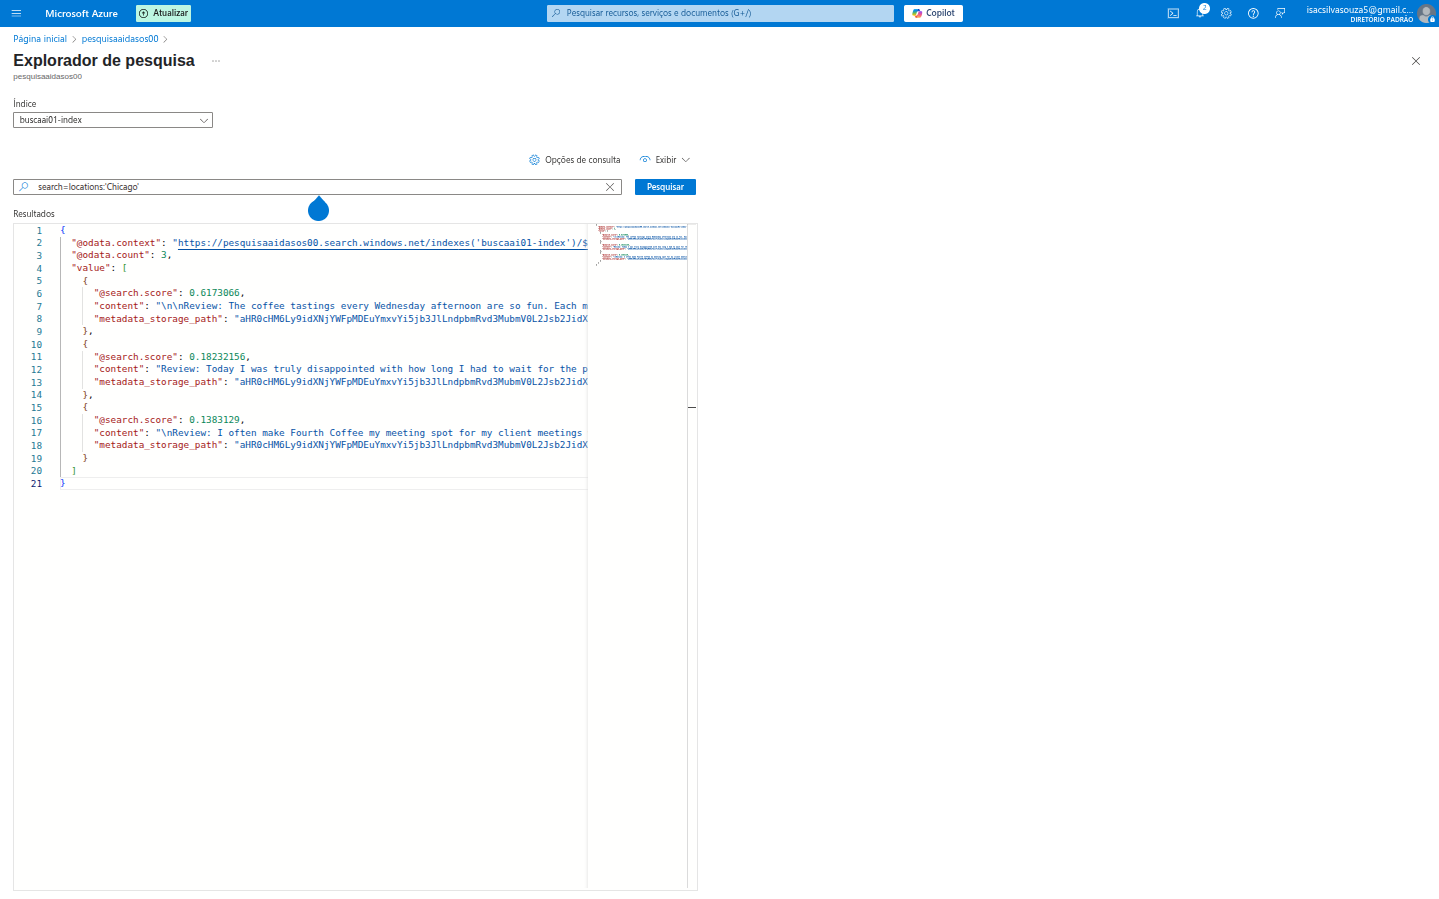 Microsoft Azure
Atualizar
Pesquisar recursos, serviços e documentos (G+/)
Copilot
2
isacsilvasouza5@gmail.c...
DIRETÓRIO PADRÃO
Página inicial > pesquisaaidasos00 >
Explorador de pesquisa ...
pesquisaaidasos00
Índice
buscaai01-index
Opções de consulta
Exibir
search=locations:'Chicago'
Pesquisar
Resultados
1 {
2 "@odata.context": "https://pesquisaaidasos00.search.windows.net/indexes('buscaai01-index')/$
3 "@odata.count": 3,
4 "value": [
5 {
6 "@search.score": 0.6173066,
7 "content": "\n\nReview: The coffee tastings every Wednesday afternoon are so fun. Each m
8 "metadata_storage_path": "aHR0cHM6Ly9idXNjYWFpMDEuYmxvYi5jb3JlLndpbmRvd3MubmV0L2Jsb2JidX
9 },
10 {
11 "@search.score": 0.18232156,
12 "content": "Review: Today I was truly disappointed with how long I had to wait for the p
13 "metadata_storage_path": "aHR0cHM6Ly9idXNjYWFpMDEuYmxvYi5jb3JlLndpbmRvd3MubmV0L2Jsb2JidX
14 },
15 {
16 "@search.score": 0.1383129,
17 "content": "\nReview: I often make Fourth Coffee my meeting spot for my client meetings
18 "metadata_storage_path": "aHR0cHM6Ly9idXNjYWFpMDEuYmxvYi5jb3JlLndpbmRvd3MubmV0L2Jsb2JidX
19 }
20 ]
21 }